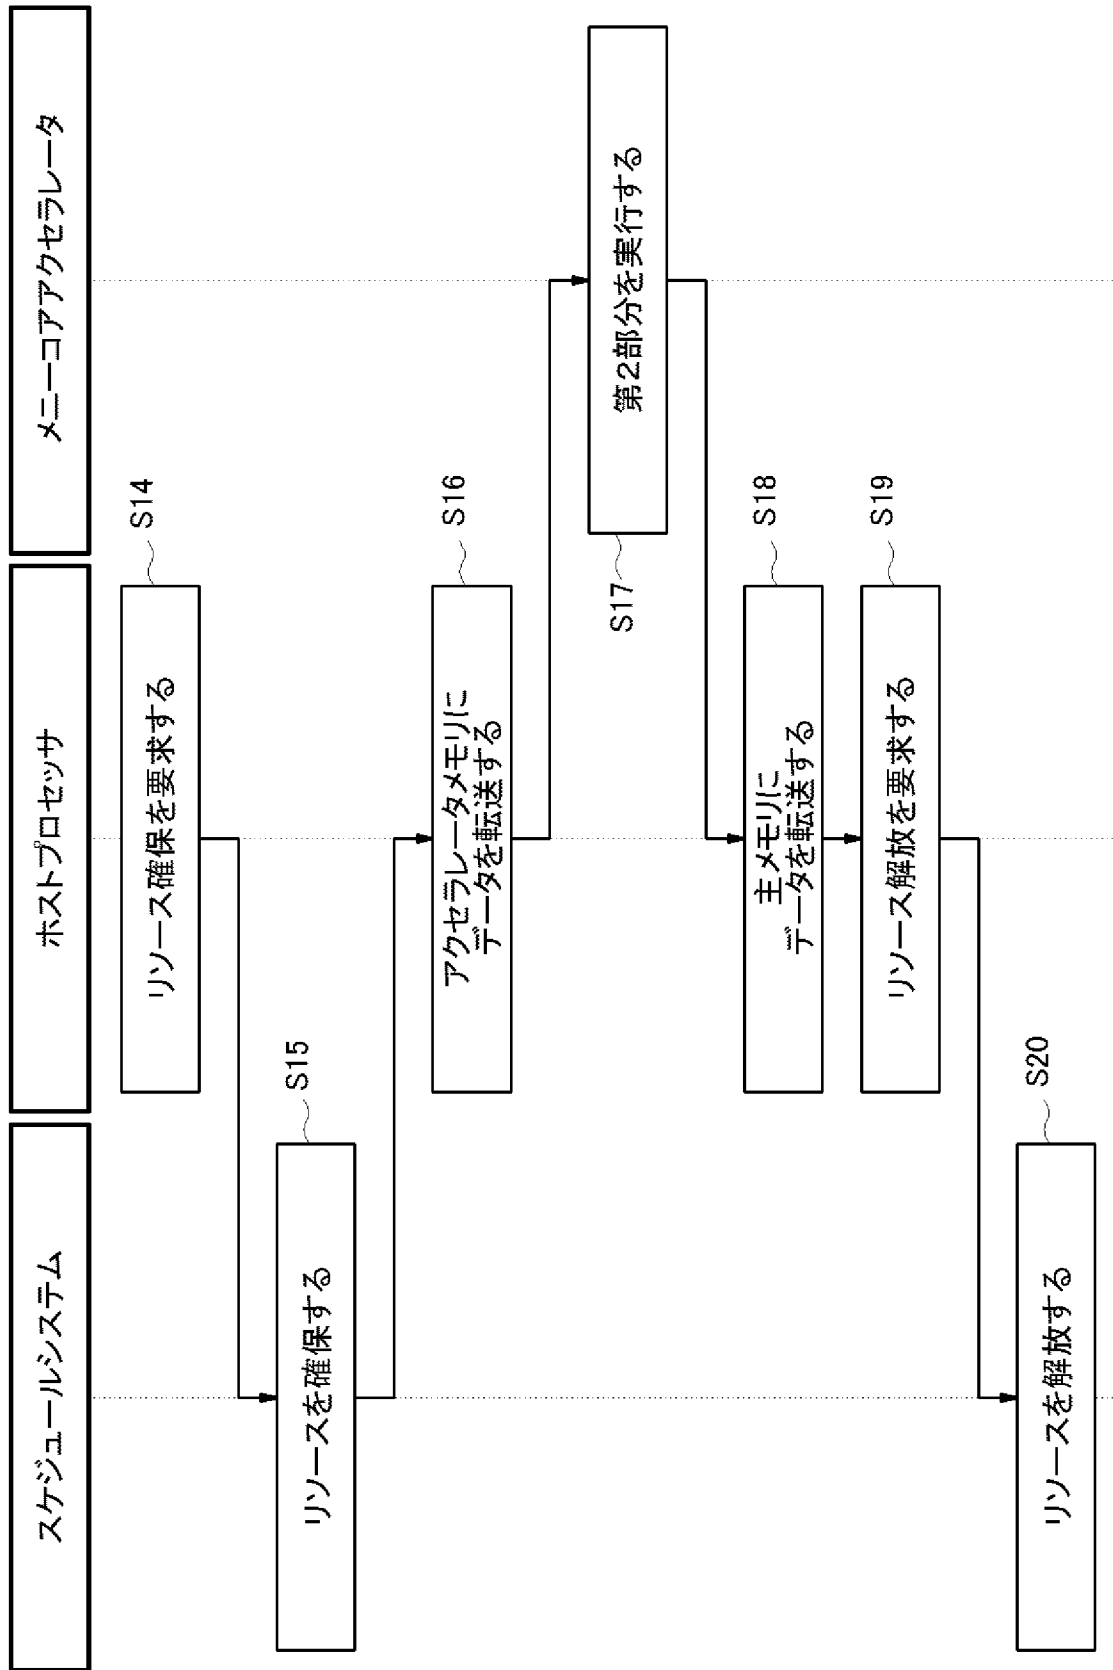 スケジュールシステム
ホストプロセッサ
メニーコアアクセラレータ
リソース確保を要求する
S14
リソースを確保する
S15
アクセラレータメモリに
データを転送する
S16
第2部分を実行する
S17
主メモリに
データを転送する
S18
リソース解放を要求する
S19
リソースを解放する
S20